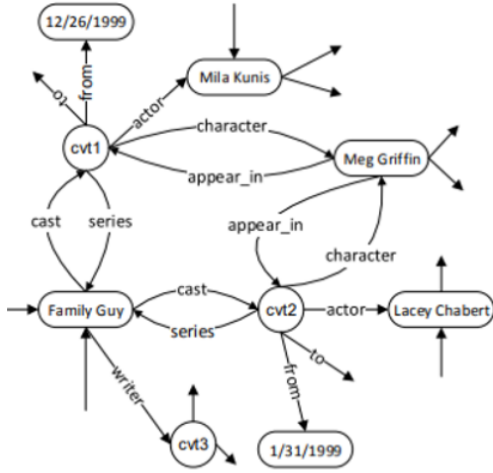 12/26/1999
to
from
actor
Mila Kunis
cvt1
character
appear_in
Meg Griffin
cast
series
appear_in
character
Family Guy
cast
series
cvt2
actor
Lacey Chabert
writer
from
to
cvt3
1/31/1999